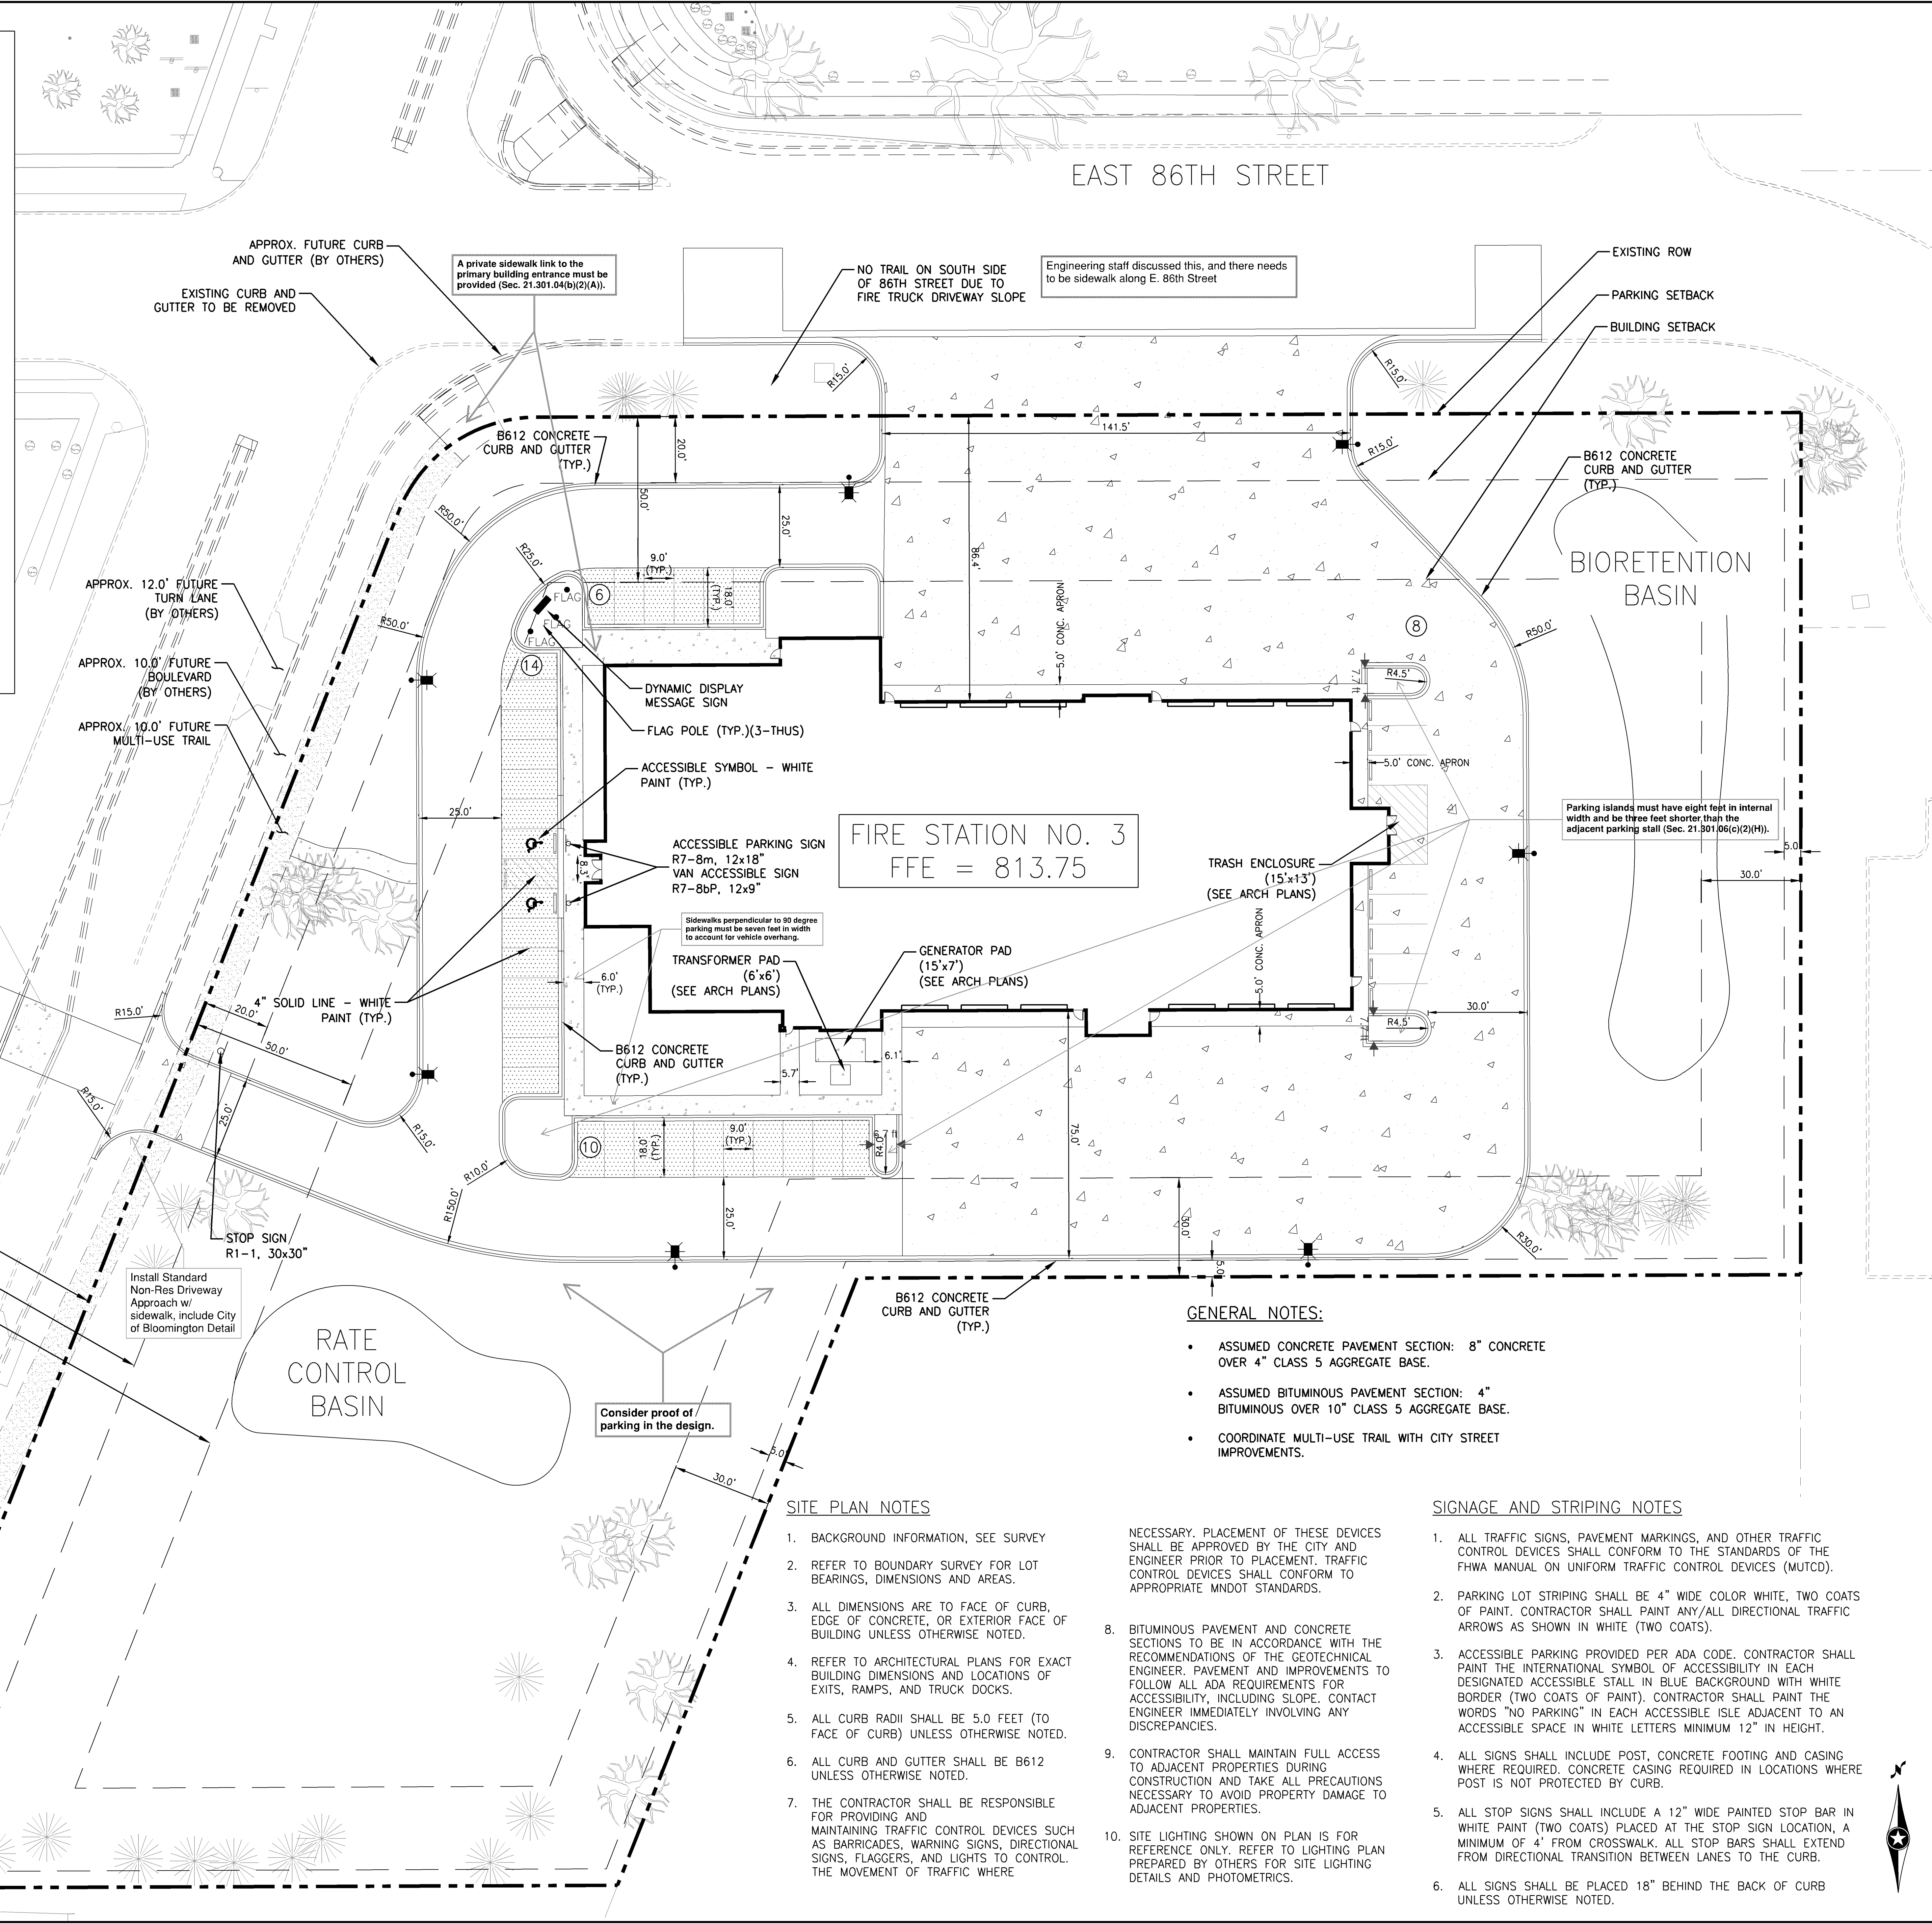 EAST 86TH STREET
APPROX. FUTURE CURB
AND GUTTER (BY OTHERS)
A private sidewalk link to the
primary building entrance must be
provided (Sec. 21.301.04(b)(2)(A)).
EXISTING CURB AND
GUTTER TO BE REMOVED
NO TRAIL ON SOUTH SIDE
OF 86TH STREET DUE TO
FIRE TRUCK DRIVEWAY SLOPE
Engineering staff discussed this, and there needs
to be sidewalk along E. 86th Street
EXISTING ROW
PARKING SETBACK
BUILDING SETBACK
R15.0'
R15.0'
B612 CONCRETE
CURB AND GUTTER
(TYP.)
20.0'
141.5'
R15.0'
B612 CONCRETE
CURB AND GUTTER
(TYP.)
50.0'
R50.0'
25.0'
86.4'
R25.0'
9.0'
(TYP.)
18.0'
(TYP.)
BIORETENTION
BASIN
APPROX. 12.0' FUTURE
TURN LANE
(BY OTHERS)
FLAG
FLAG
FLAG
6
R50.0'
5.0' CONC. APRON
8
R50.0'
14
APPROX. 10.0' FUTURE
BOULEVARD
(BY OTHERS)
DYNAMIC DISPLAY
MESSAGE SIGN
7.7 ft
R4.5'
APPROX. 10.0' FUTURE
MULTI-USE TRAIL
FLAG POLE (TYP.)(3-THUS)
ACCESSIBLE SYMBOL - WHITE
PAINT (TYP.)
5.0' CONC. APRON
25.0'
Parking islands must have eight feet in internal
width and be three feet shorter than the
adjacent parking stall (Sec. 21.301.06(c)(2)(H)).
FIRE STATION NO. 3
FFE = 813.75
ACCESSIBLE PARKING SIGN
R7-8m, 12x18"
VAN ACCESSIBLE SIGN
R7-8bP, 12x9"
8.3'
5.0'
TRASH ENCLOSURE
(15'x13')
(SEE ARCH PLANS)
30.0'
Sidewalks perpendicular to 90 degree
parking must be seven feet in width
to account for vehicle overhang.
5.0' CONC. APRON
TRANSFORMER PAD
(6'x6')
(SEE ARCH PLANS)
GENERATOR PAD
(15'x7')
(SEE ARCH PLANS)
6.0'
(TYP.)
4" SOLID LINE - WHITE
PAINT (TYP.)
R15.0'
20.0'
50.0'
30.0'
R4.5'
B612 CONCRETE
CURB AND GUTTER
(TYP.)
6.1'
5.7'
R15.0'
25.0'
R15.0'
10
18.0'
(TYP.)
9.0'
(TYP.)
R4.0'
75.0'
R10.0'
R150.0'
25.0'
30.0'
R30.0'
5.0'
STOP SIGN
R1-1, 30x30"
Install Standard
Non-Res Driveway
Approach w/
sidewalk, include City
of Bloomington Detail
B612 CONCRETE
CURB AND GUTTER
(TYP.)
RATE
CONTROL
BASIN
Consider proof of
parking in the design.
5.0'
30.0'
GENERAL NOTES:
• ASSUMED CONCRETE PAVEMENT SECTION: 8" CONCRETE
OVER 4" CLASS 5 AGGREGATE BASE.
• ASSUMED BITUMINOUS PAVEMENT SECTION: 4"
BITUMINOUS OVER 10" CLASS 5 AGGREGATE BASE.
• COORDINATE MULTI-USE TRAIL WITH CITY STREET
IMPROVEMENTS.
SITE PLAN NOTES
1. BACKGROUND INFORMATION, SEE SURVEY
2. REFER TO BOUNDARY SURVEY FOR LOT
BEARINGS, DIMENSIONS AND AREAS.
3. ALL DIMENSIONS ARE TO FACE OF CURB,
EDGE OF CONCRETE, OR EXTERIOR FACE OF
BUILDING UNLESS OTHERWISE NOTED.
4. REFER TO ARCHITECTURAL PLANS FOR EXACT
BUILDING DIMENSIONS AND LOCATIONS OF
EXITS, RAMPS, AND TRUCK DOCKS.
5. ALL CURB RADII SHALL BE 5.0 FEET (TO
FACE OF CURB) UNLESS OTHERWISE NOTED.
6. ALL CURB AND GUTTER SHALL BE B612
UNLESS OTHERWISE NOTED.
7. THE CONTRACTOR SHALL BE RESPONSIBLE
FOR PROVIDING AND
MAINTAINING TRAFFIC CONTROL DEVICES SUCH
AS BARRICADES, WARNING SIGNS, DIRECTIONAL
SIGNS, FLAGGERS, AND LIGHTS TO CONTROL.
THE MOVEMENT OF TRAFFIC WHERE
NECESSARY. PLACEMENT OF THESE DEVICES
SHALL BE APPROVED BY THE CITY AND
ENGINEER PRIOR TO PLACEMENT. TRAFFIC
CONTROL DEVICES SHALL CONFORM TO
APPROPRIATE MNDOT STANDARDS.
8. BITUMINOUS PAVEMENT AND CONCRETE
SECTIONS TO BE IN ACCORDANCE WITH THE
RECOMMENDATIONS OF THE GEOTECHNICAL
ENGINEER. PAVEMENT AND IMPROVEMENTS TO
FOLLOW ALL ADA REQUIREMENTS FOR
ACCESSIBILITY, INCLUDING SLOPE. CONTACT
ENGINEER IMMEDIATELY INVOLVING ANY
DISCREPANCIES.
9. CONTRACTOR SHALL MAINTAIN FULL ACCESS
TO ADJACENT PROPERTIES DURING
CONSTRUCTION AND TAKE ALL PRECAUTIONS
NECESSARY TO AVOID PROPERTY DAMAGE TO
ADJACENT PROPERTIES.
10. SITE LIGHTING SHOWN ON PLAN IS FOR
REFERENCE ONLY. REFER TO LIGHTING PLAN
PREPARED BY OTHERS FOR SITE LIGHTING
DETAILS AND PHOTOMETRICS.
SIGNAGE AND STRIPING NOTES
1. ALL TRAFFIC SIGNS, PAVEMENT MARKINGS, AND OTHER TRAFFIC
CONTROL DEVICES SHALL CONFORM TO THE STANDARDS OF THE
FHWA MANUAL ON UNIFORM TRAFFIC CONTROL DEVICES (MUTCD).
2. PARKING LOT STRIPING SHALL BE 4" WIDE COLOR WHITE, TWO COATS
OF PAINT. CONTRACTOR SHALL PAINT ANY/ALL DIRECTIONAL TRAFFIC
ARROWS AS SHOWN IN WHITE (TWO COATS).
3. ACCESSIBLE PARKING PROVIDED PER ADA CODE. CONTRACTOR SHALL
PAINT THE INTERNATIONAL SYMBOL OF ACCESSIBILITY IN EACH
DESIGNATED ACCESSIBLE STALL IN BLUE BACKGROUND WITH WHITE
BORDER (TWO COATS OF PAINT). CONTRACTOR SHALL PAINT THE
WORDS "NO PARKING" IN EACH ACCESSIBLE ISLE ADJACENT TO AN
ACCESSIBLE SPACE IN WHITE LETTERS MINIMUM 12" IN HEIGHT.
4. ALL SIGNS SHALL INCLUDE POST, CONCRETE FOOTING AND CASING
WHERE REQUIRED. CONCRETE CASING REQUIRED IN LOCATIONS WHERE
POST IS NOT PROTECTED BY CURB.
5. ALL STOP SIGNS SHALL INCLUDE A 12" WIDE PAINTED STOP BAR IN
WHITE PAINT (TWO COATS) PLACED AT THE STOP SIGN LOCATION, A
MINIMUM OF 4' FROM CROSSWALK. ALL STOP BARS SHALL EXTEND
FROM DIRECTIONAL TRANSITION BETWEEN LANES TO THE CURB.
6. ALL SIGNS SHALL BE PLACED 18" BEHIND THE BACK OF CURB
UNLESS OTHERWISE NOTED.
N